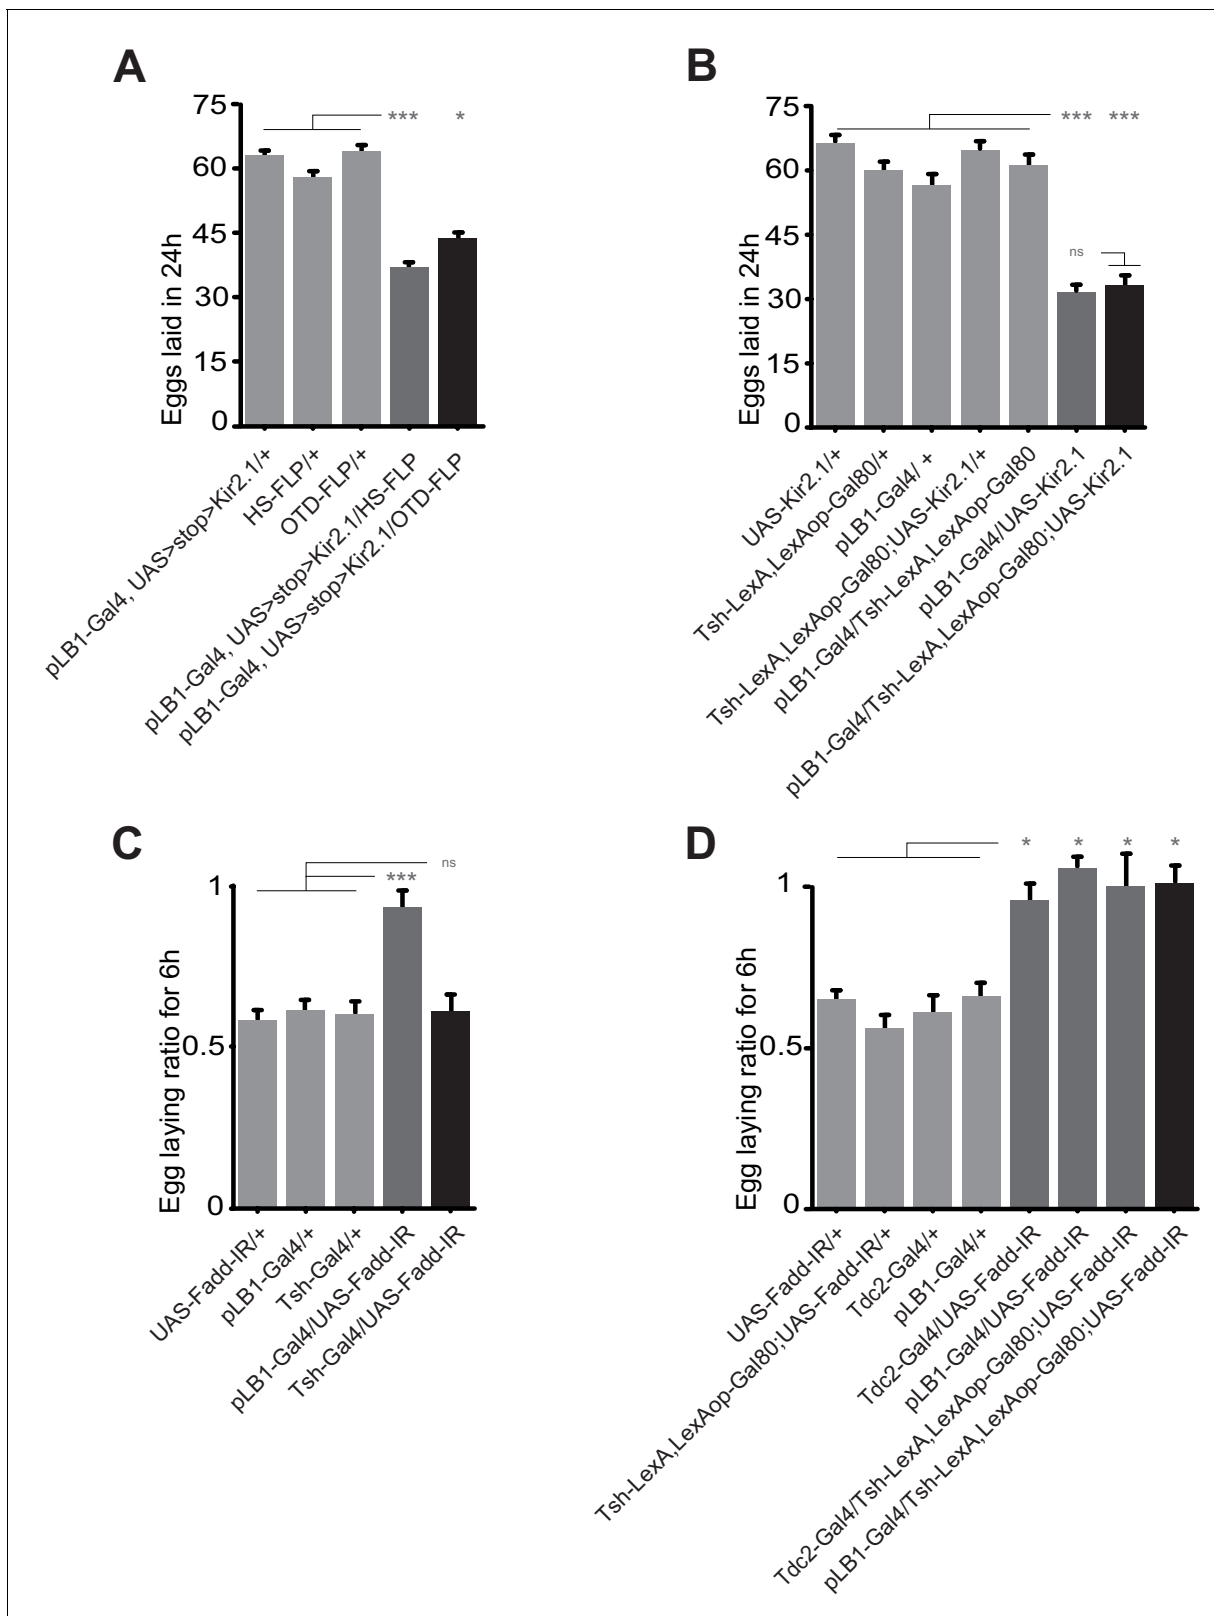 A
75
60
45
30
15
0
Eggs laid in 24h
*** *
pLB1-Gal4, UAS>stop>Kir2.1/+
HS-FLP/+
OTD-FLP/+
pLB1-Gal4, UAS>stop>Kir2.1/HS-FLP
pLB1-Gal4, UAS>stop>Kir2.1/OTD-FLP
B
75
60
45
30
15
0
Eggs laid in 24h
*** ***
ns
UAS-Kir2.1/+
Tsh-LexA,LexAop-Gal80/+
pLB1-Gal4/ +
Tsh-LexA,LexAop-Gal80;UAS-Kir2.1/+
pLB1-Gal4/Tsh-LexA,LexAop-Gal80
pLB1-Gal4/UAS-Kir2.1
pLB1-Gal4/Tsh-LexA,LexAop-Gal80;UAS-Kir2.1
C
1
0.5
0
Egg laying ratio for 6h
ns
***
UAS-Fadd-IR/+
pLB1-Gal4/+
Tsh-Gal4/+
pLB1-Gal4/UAS-Fadd-IR
Tsh-Gal4/UAS-Fadd-IR
D
1
0.5
0
Egg laying ratio for 6h
* * * *
UAS-Fadd-IR/+
Tsh-LexA,LexAop-Gal80;UAS-Fadd-IR/+
Tdc2-Gal4/+
pLB1-Gal4/+
Tdc2-Gal4/UAS-Fadd-IR
pLB1-Gal4/UAS-Fadd-IR
Tdc2-Gal4/Tsh-LexA,LexAop-Gal80;UAS-Fadd-IR
pLB1-Gal4/Tsh-LexA,LexAop-Gal80;UAS-Fadd-IR